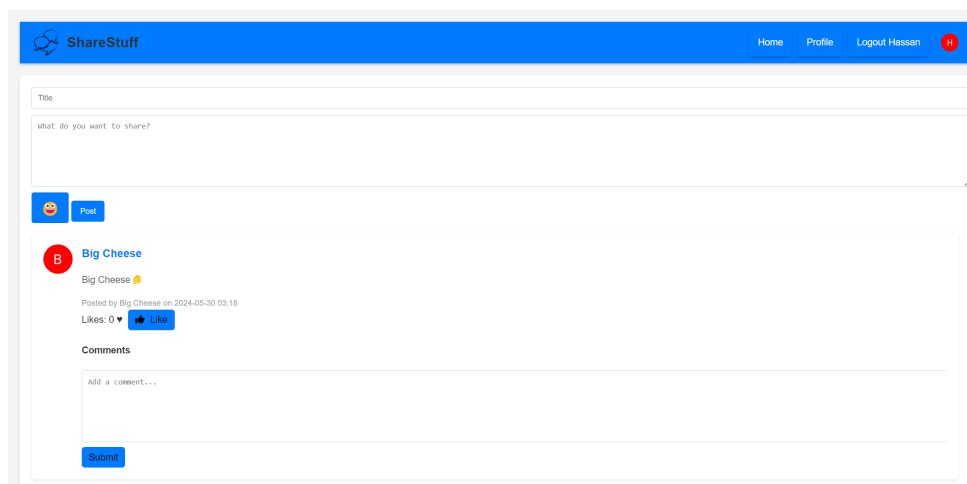 ShareStuff
Home Profile Logout Hassan H
Title
What do you want to share?
Post
B Big Cheese
Big Cheese
Posted by Big Cheese on 2024-05-30 03:18
Likes: 0 ♥ Like
Comments
Add a comment...
Submit